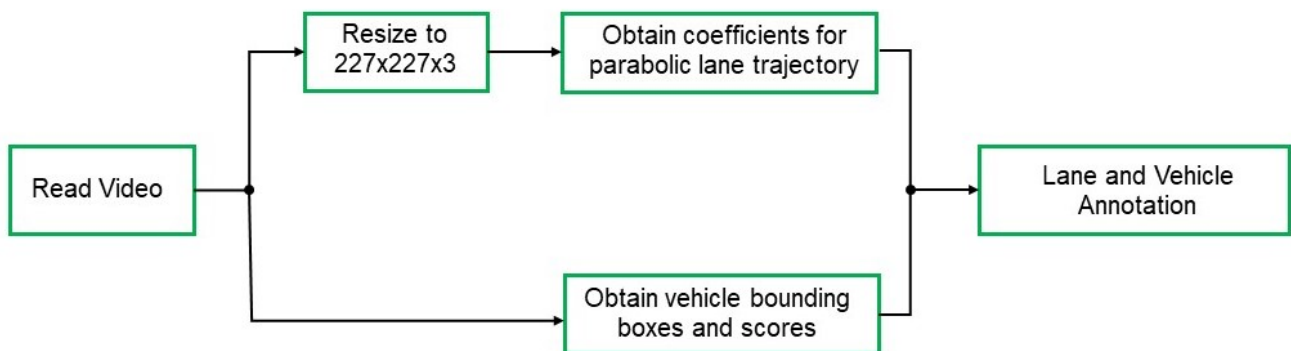 Resize to
227x227x3
Obtain coefficients for
parabolic lane trajectory
Read Video
Lane and Vehicle
Annotation
Obtain vehicle bounding
boxes and scores